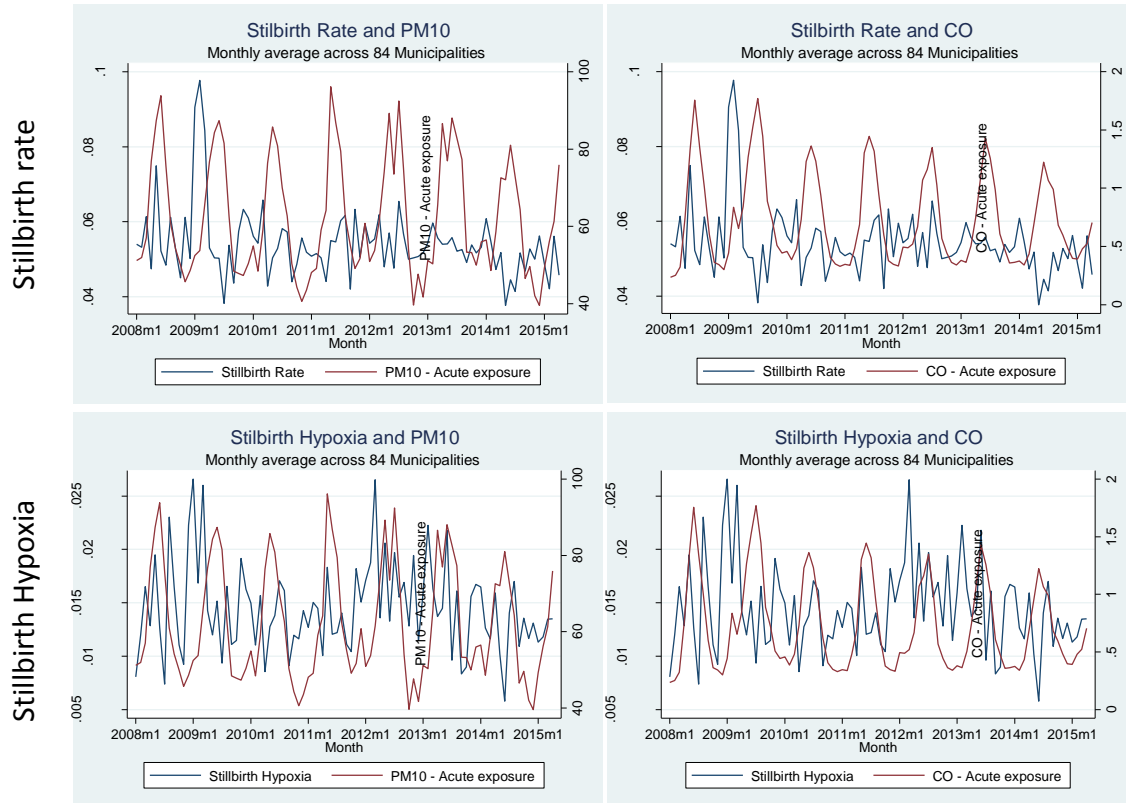 Stillbirth rate
Stilbirth Rate and PM10
Monthly average across 84 Municipalities
.1
.08
.06
.04
100
80
60
40
PM10 - Acute exposure
2008m1 2009m1 2010m1 2011m1 2012m1 2013m1 2014m1 2015m1
Month
Stillbirth Rate PM10 - Acute exposure
Stilbirth Rate and CO
Monthly average across 84 Municipalities
.1
.08
.06
.04
2
1.5
1
.5
0
CO - Acute exposure
2008m1 2009m1 2010m1 2011m1 2012m1 2013m1 2014m1 2015m1
Month
Stillbirth Rate CO - Acute exposure
Stillbirth Hypoxia
Stilbirth Hypoxia and PM10
Monthly average across 84 Municipalities
.025
.02
.015
.01
.005
100
80
60
40
PM10 - Acute exposure
2008m1 2009m1 2010m1 2011m1 2012m1 2013m1 2014m1 2015m1
Month
Stillbirth Hypoxia PM10 - Acute exposure
Stilbirth Hypoxia and CO
Monthly average across 84 Municipalities
.025
.02
.015
.01
.005
2
1.5
1
.5
0
CO - Acute exposure
2008m1 2009m1 2010m1 2011m1 2012m1 2013m1 2014m1 2015m1
Month
Stillbirth Hypoxia CO - Acute exposure